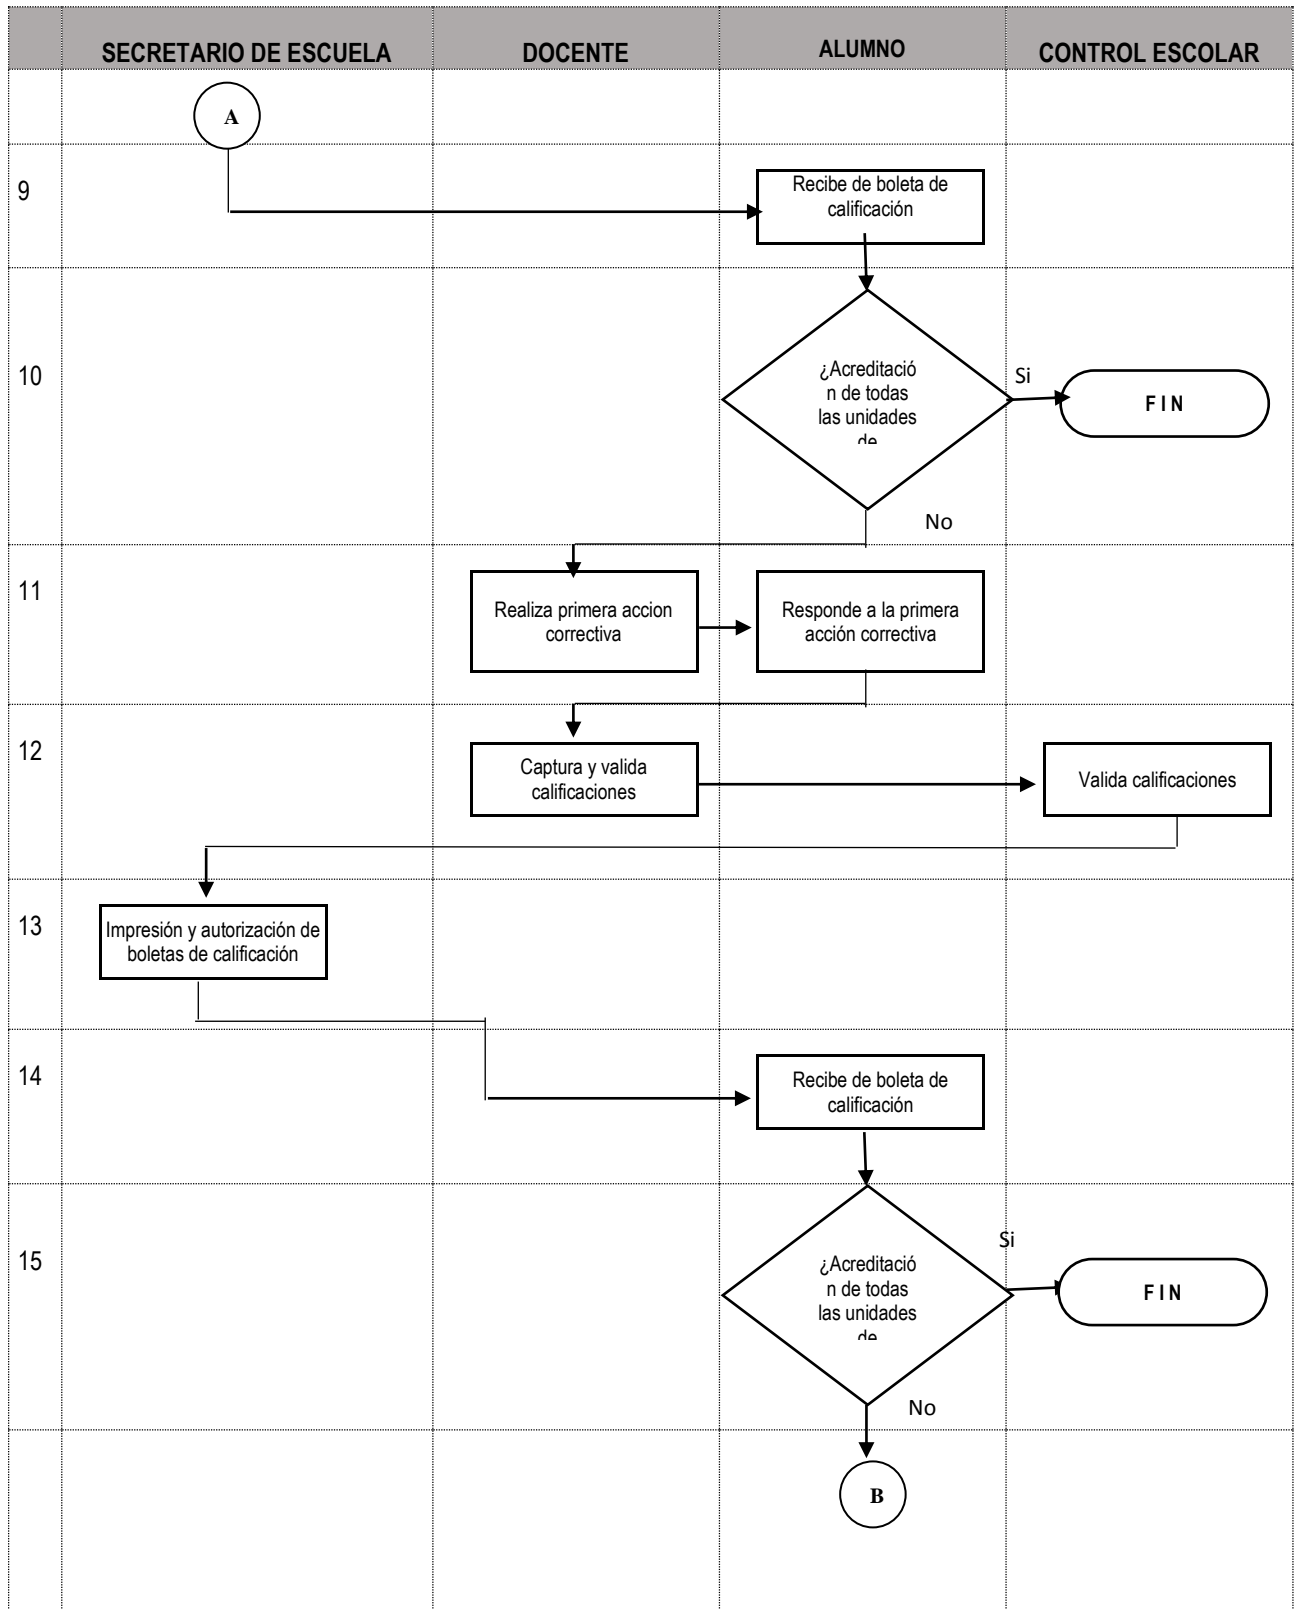 SECRETARIO DE ESCUELA
DOCENTE
ALUMNO
CONTROL ESCOLAR
A
9
Recibe de boleta de
calificación
10
¿Acreditació
n de todas
las unidades
de
Si
F I N
No
11
Realiza primera accion
correctiva
Responde a la primera
acción correctiva
12
Captura y valida
calificaciones
Valida calificaciones
13
Impresión y autorización de
boletas de calificación
14
Recibe de boleta de
calificación
15
¿Acreditació
n de todas
las unidades
de
Si
F I N
No
B